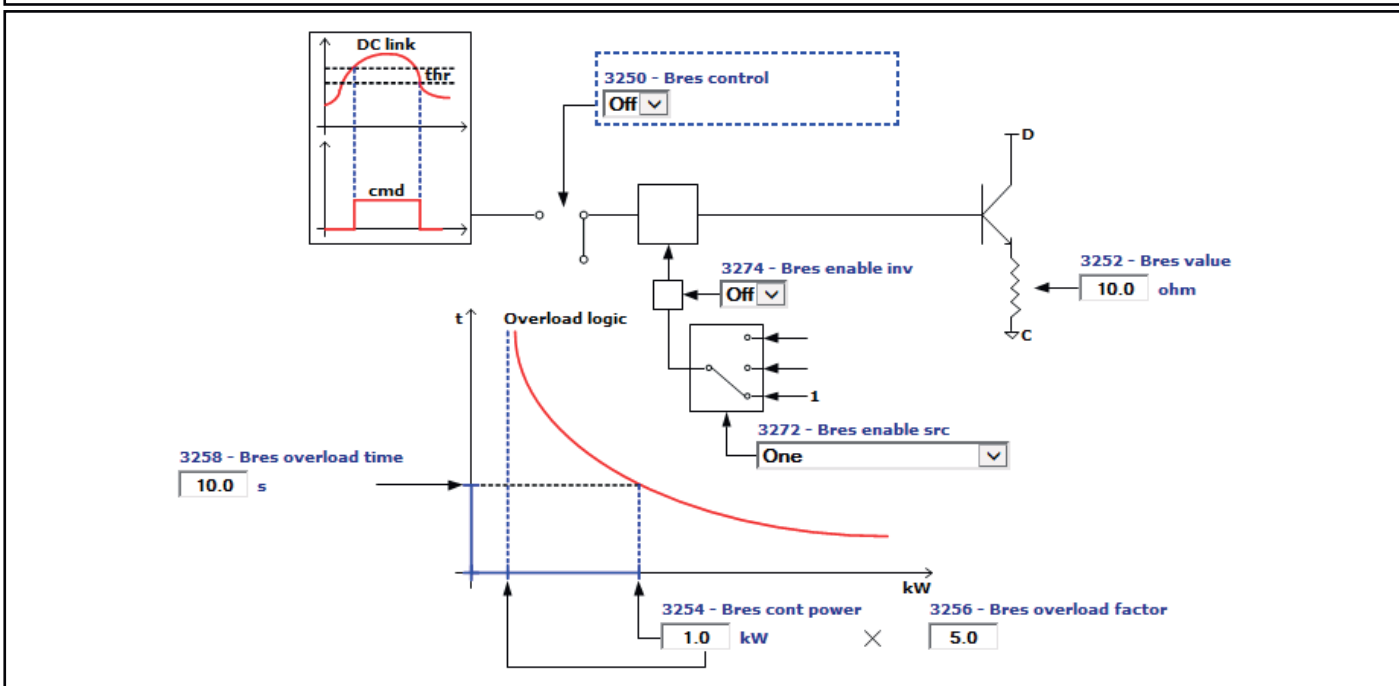 DC link
thr
cmd
3250 - Bres control
Off
D
3274 - Bres enable inv
Off
3252 - Bres value
10.0 ohm
C
t
Overload logic
1
3272 - Bres enable src
One
3258 - Bres overload time
10.0 s
kW
3254 - Bres cont power
3256 - Bres overload factor
1.0 kW × 5.0